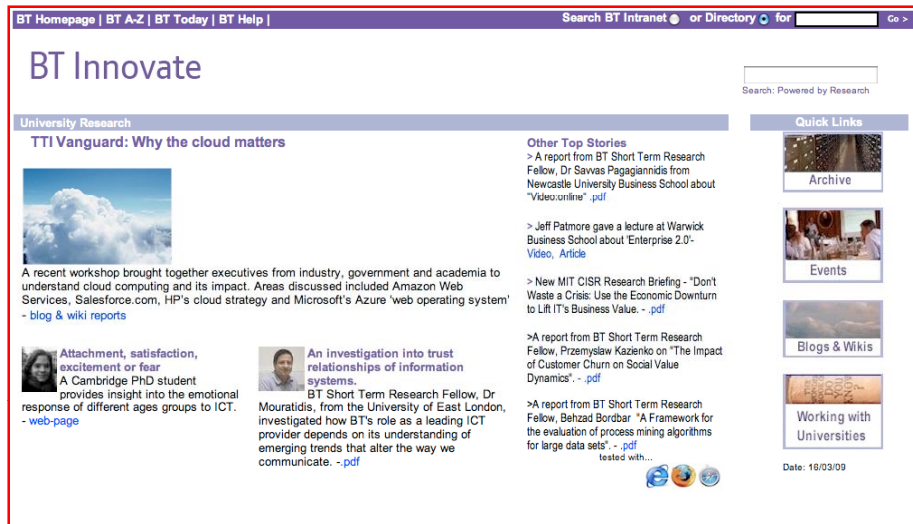 BT Homepage | BT A-Z | BT Today | BT Help |
Search BT Intranet or Directory for Go >
BT Innovate
Search: Powered by Research
University Research
TTI Vanguard: Why the cloud matters
A recent workshop brought together executives from industry, government and academia to
understand cloud computing and its impact. Areas discussed included Amazon Web
Services, Salesforce.com, HP's cloud strategy and Microsoft's Azure 'web operating system'
- blog & wiki reports
Attachment, satisfaction,
excitement or fear
A Cambridge PhD student
provides insight into the emotional
response of different ages groups to ICT.
- web-page
An investigation into trust
relationships of information
systems.
BT Short Term Research Fellow, Dr
Mouratidis, from the University of East London,
investigated how BT's role as a leading ICT
provider depends on its understanding of
emerging trends that alter the way we
communicate. -.pdf
Other Top Stories
> A report from BT Short Term Research
Fellow, Dr Savvas Papagiannidis from
Newcastle University Business School about
"Video:online" .pdf
> Jeff Patmore gave a lecture at Warwick
Business School about 'Enterprise 2.0'-
Video, Article
> New MIT CISR Research Briefing - "Don't
Waste a Crisis: Use the Economic Downturn
to Lift IT's Business Value. - .pdf
>A report from BT Short Term Research
Fellow, Przemyslaw Kazienko on "The Impact
of Customer Churn on Social Value
Dynamics". - .pdf
>A report from BT Short Term Research
Fellow, Behzad Bordbar "A Framework for
the evaluation of process mining algorithms
for large data sets". - .pdf
tested with...
Quick Links
Archive
Events
Blogs & Wikis
Working with
Universities
Date: 16/03/09